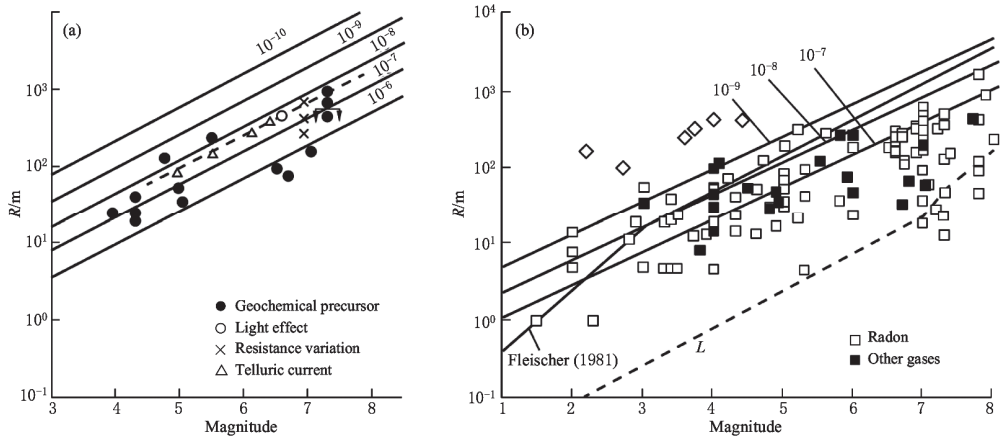 (a)
10⁻¹⁰
10⁻⁹
10⁻⁸
10⁻⁷
10⁻⁶
10³
10²
10¹
10⁰
10⁻¹
R/m
Geochemical precursor
Light effect
Resistance variation
Telluric current
3 4 5 6 7 8
Magnitude
(b)
10⁴
10³
10²
10¹
10⁰
10⁻¹
R/m
10⁻⁷
10⁻⁸
10⁻⁹
Fleischer (1981)
L
Radon
Other gases
1 2 3 4 5 6 7 8
Magnitude